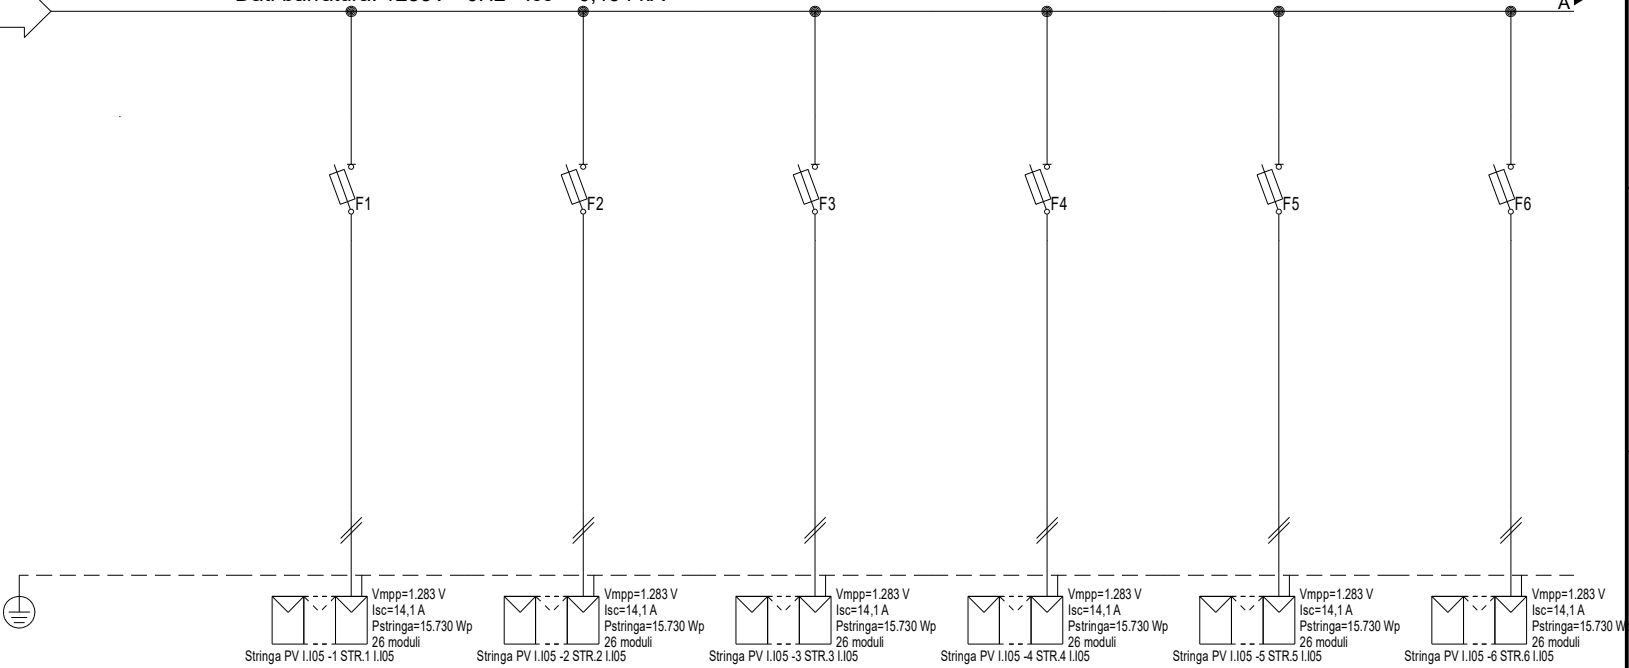 A
F1
F2
F3
F4
F5
F6
Vmpp=1.283 V
Isc=14,1 A
Pstringa=15.730 Wp
26 moduli
Stringa PV I.I05 -1 STR.1 I.I05
Vmpp=1.283 V
Isc=14,1 A
Pstringa=15.730 Wp
26 moduli
Stringa PV I.I05 -2 STR.2 I.I05
Vmpp=1.283 V
Isc=14,1 A
Pstringa=15.730 Wp
26 moduli
Stringa PV I.I05 -3 STR.3 I.I05
Vmpp=1.283 V
Isc=14,1 A
Pstringa=15.730 Wp
26 moduli
Stringa PV I.I05 -4 STR.4 I.I05
Vmpp=1.283 V
Isc=14,1 A
Pstringa=15.730 Wp
26 moduli
Stringa PV I.I05 -5 STR.5 I.I05
Vmpp=1.283 V
Isc=14,1 A
Pstringa=15.730 W
26 moduli
Stringa PV I.I05 -6 STR.6 I.I05